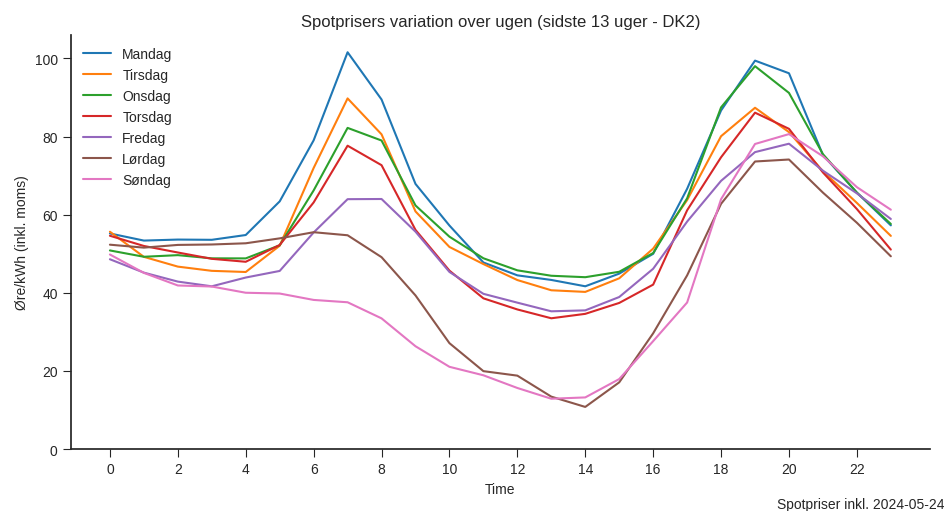 Spotprisers variation over ugen (sidste 13 uger - DK2)
Mandag
Tirsdag
Onsdag
Torsdag
Fredag
Lørdag
Søndag
Øre/kWh (inkl. moms)
100
80
60
40
20
0
0 2 4 6 8 10 12 14 16 18 20 22
Time
Spotpriser inkl. 2024-05-24